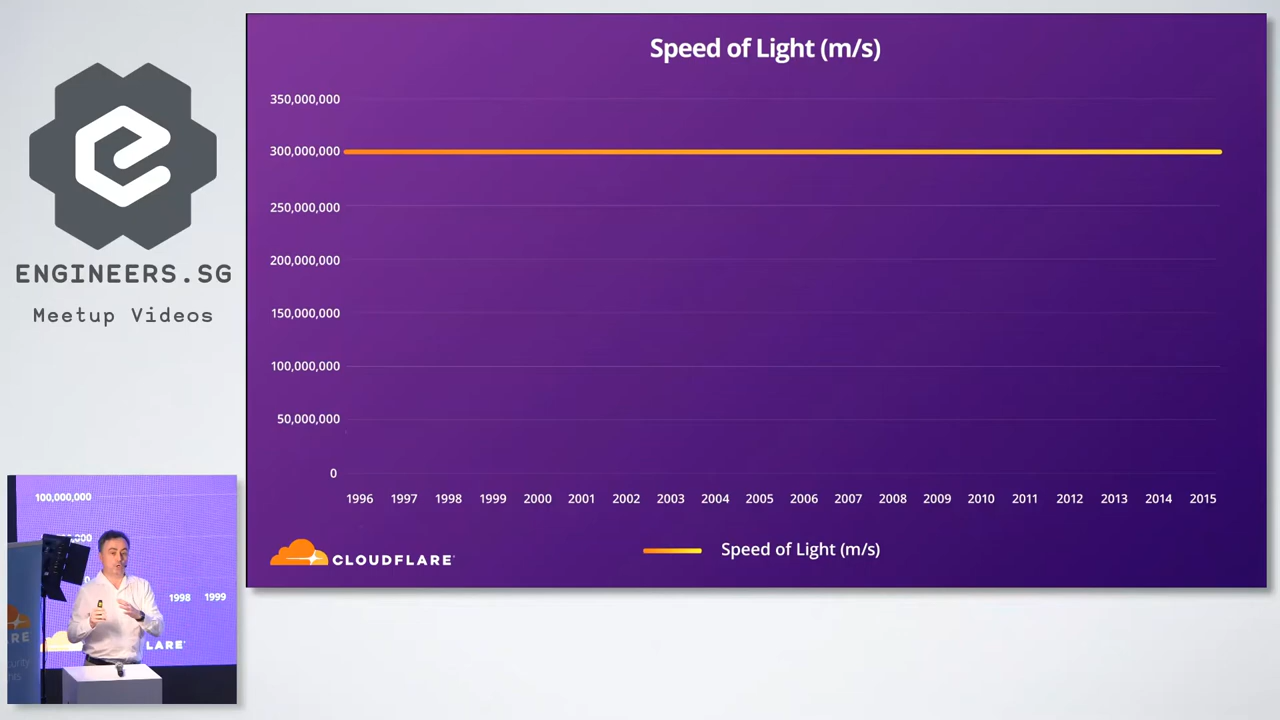 Speed of Light (m/s)
350,000,000
300,000,000
250,000,000
200,000,000
150,000,000
100,000,000
50,000,000
0
1996 1997 1998 1999 2000 2001 2002 2003 2004 2005 2006 2007 2008 2009 2010 2011 2012 2013 2014 2015
Speed of Light (m/s)
CLOUDFLARE
ENGINEERS.SG
Meetup Videos
100,000,000
1998 1999
LARE